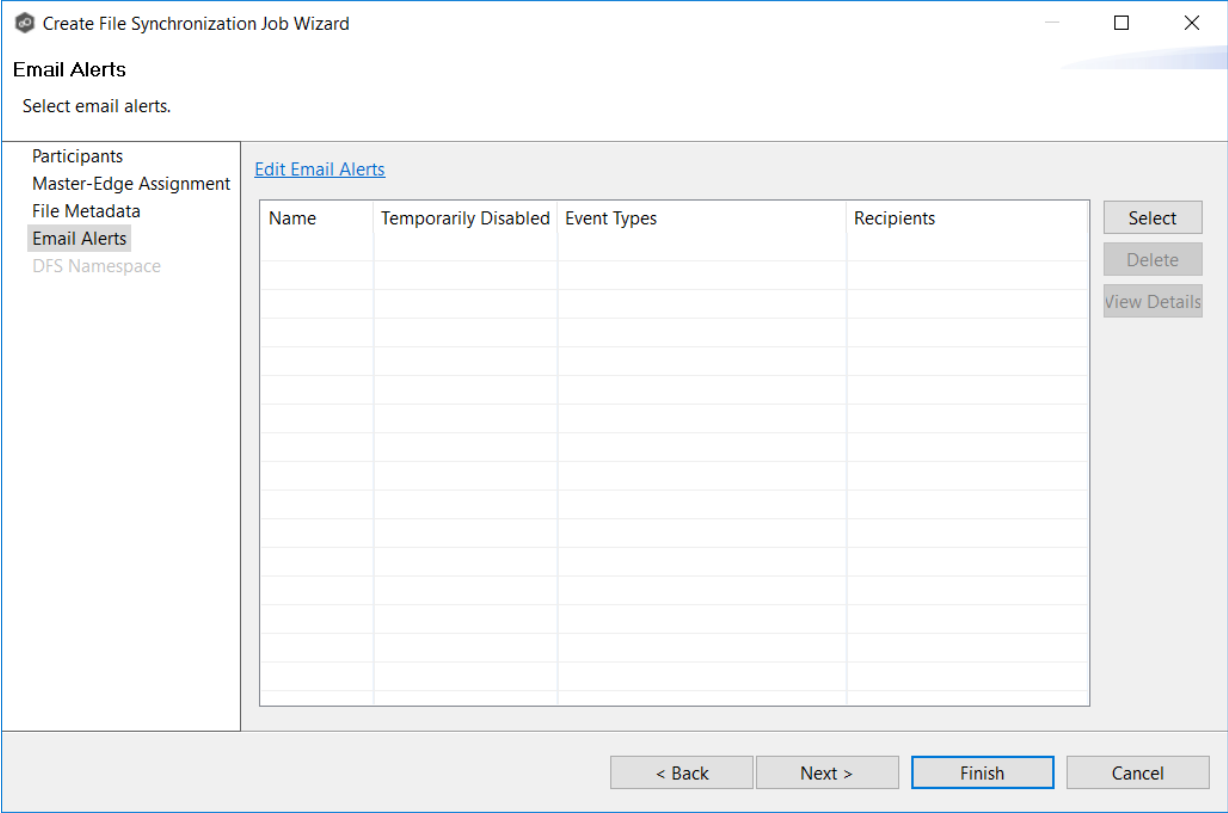 Create File Synchronization Job Wizard
Email Alerts
Select email alerts.
Participants
Master-Edge Assignment
File Metadata
Email Alerts
DFS Namespace
Edit Email Alerts
Name Temporarily Disabled Event Types Recipients
Select
Delete
View Details
< Back Next > Finish Cancel